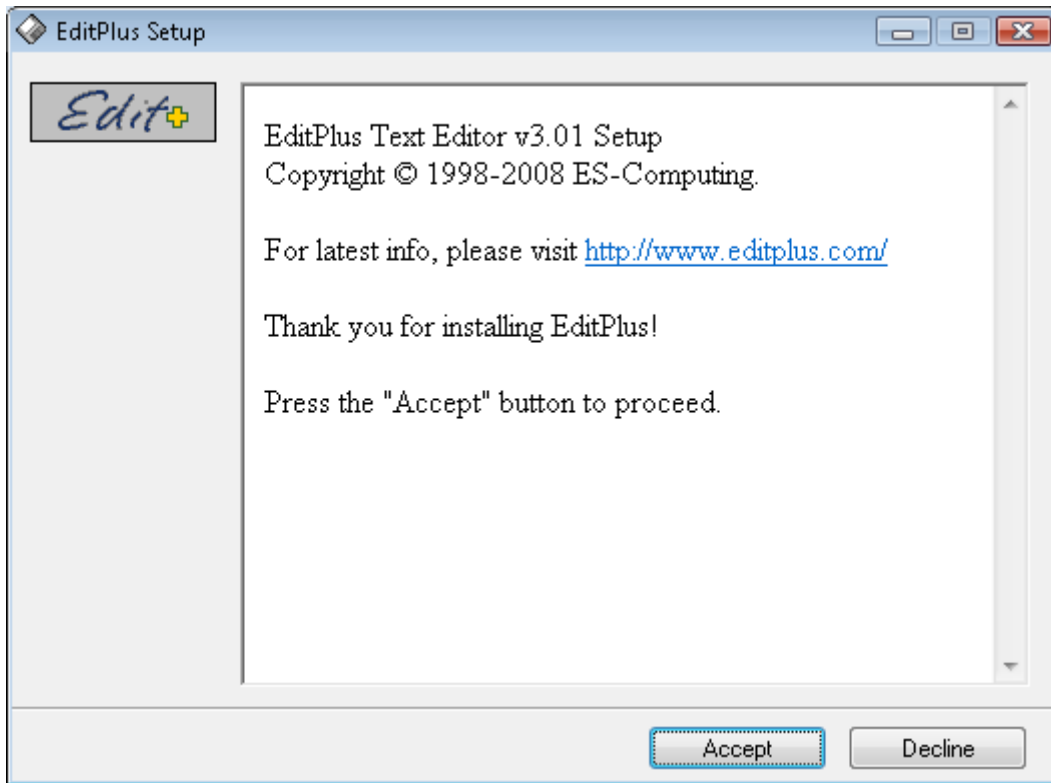 EditPlus Setup
Edit+
EditPlus Text Editor v3.01 Setup
Copyright © 1998-2008 ES-Computing.
For latest info, please visit http://www.editplus.com/
Thank you for installing EditPlus!
Press the "Accept" button to proceed.
Accept
Decline